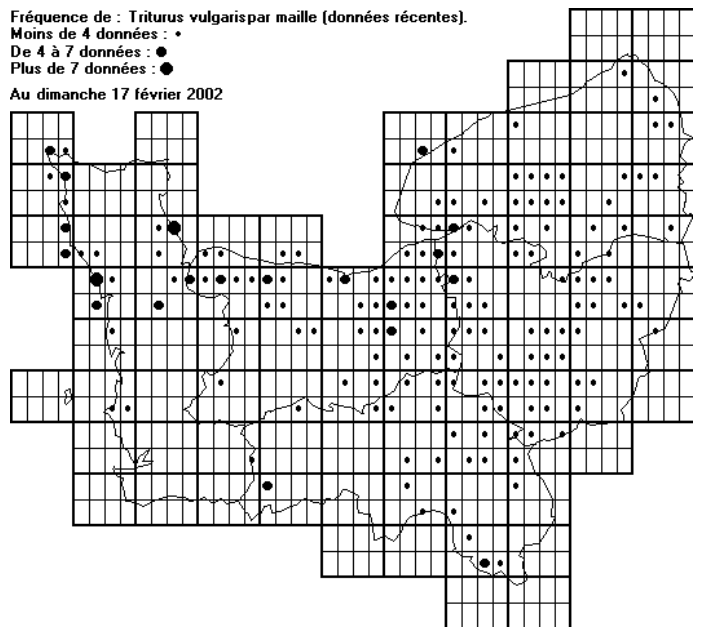 Fréquence de : Triturus vulgarispar maille (données récentes).
Moins de 4 données :
De 4 à 7 données :
Plus de 7 données :
Au dimanche 17 février 2002